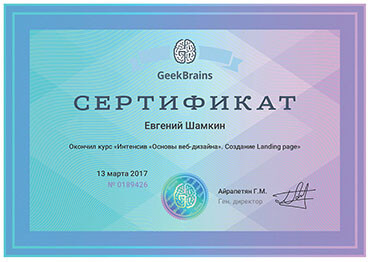 GeekBrains
СЕРТИФИКАТ
Евгений Шамкин
Окончил курс «Интенсив «Основы веб-дизайна». Создание Landing page»
13 марта 2017
№ 0189426
Айрапетян Г.М.
Ген. директор